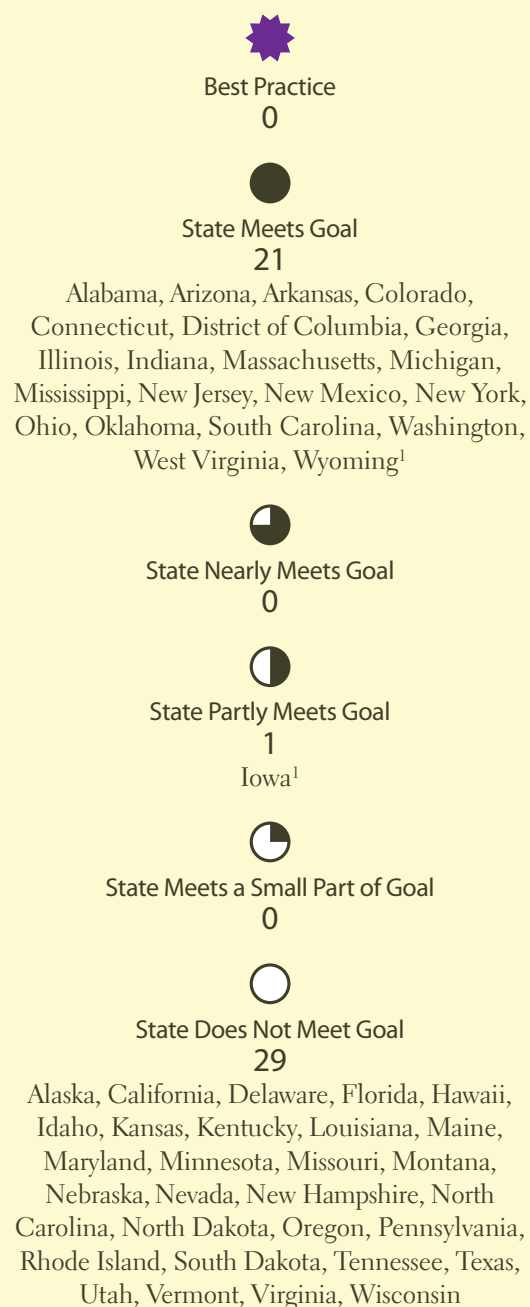 Best Practice
0
State Meets Goal
21
Alabama, Arizona, Arkansas, Colorado,
Connecticut, District of Columbia, Georgia,
Illinois, Indiana, Massachusetts, Michigan,
Mississippi, New Jersey, New Mexico, New York,
Ohio, Oklahoma, South Carolina, Washington,
West Virginia, Wyoming¹
State Nearly Meets Goal
0
State Partly Meets Goal
1
Iowa¹
State Meets a Small Part of Goal
0
State Does Not Meet Goal
29
Alaska, California, Delaware, Florida, Hawaii,
Idaho, Kansas, Kentucky, Louisiana, Maine,
Maryland, Minnesota, Missouri, Montana,
Nebraska, Nevada, New Hampshire, North
Carolina, North Dakota, Oregon, Pennsylvania,
Rhode Island, South Dakota, Tennessee, Texas,
Utah, Vermont, Virginia, Wisconsin